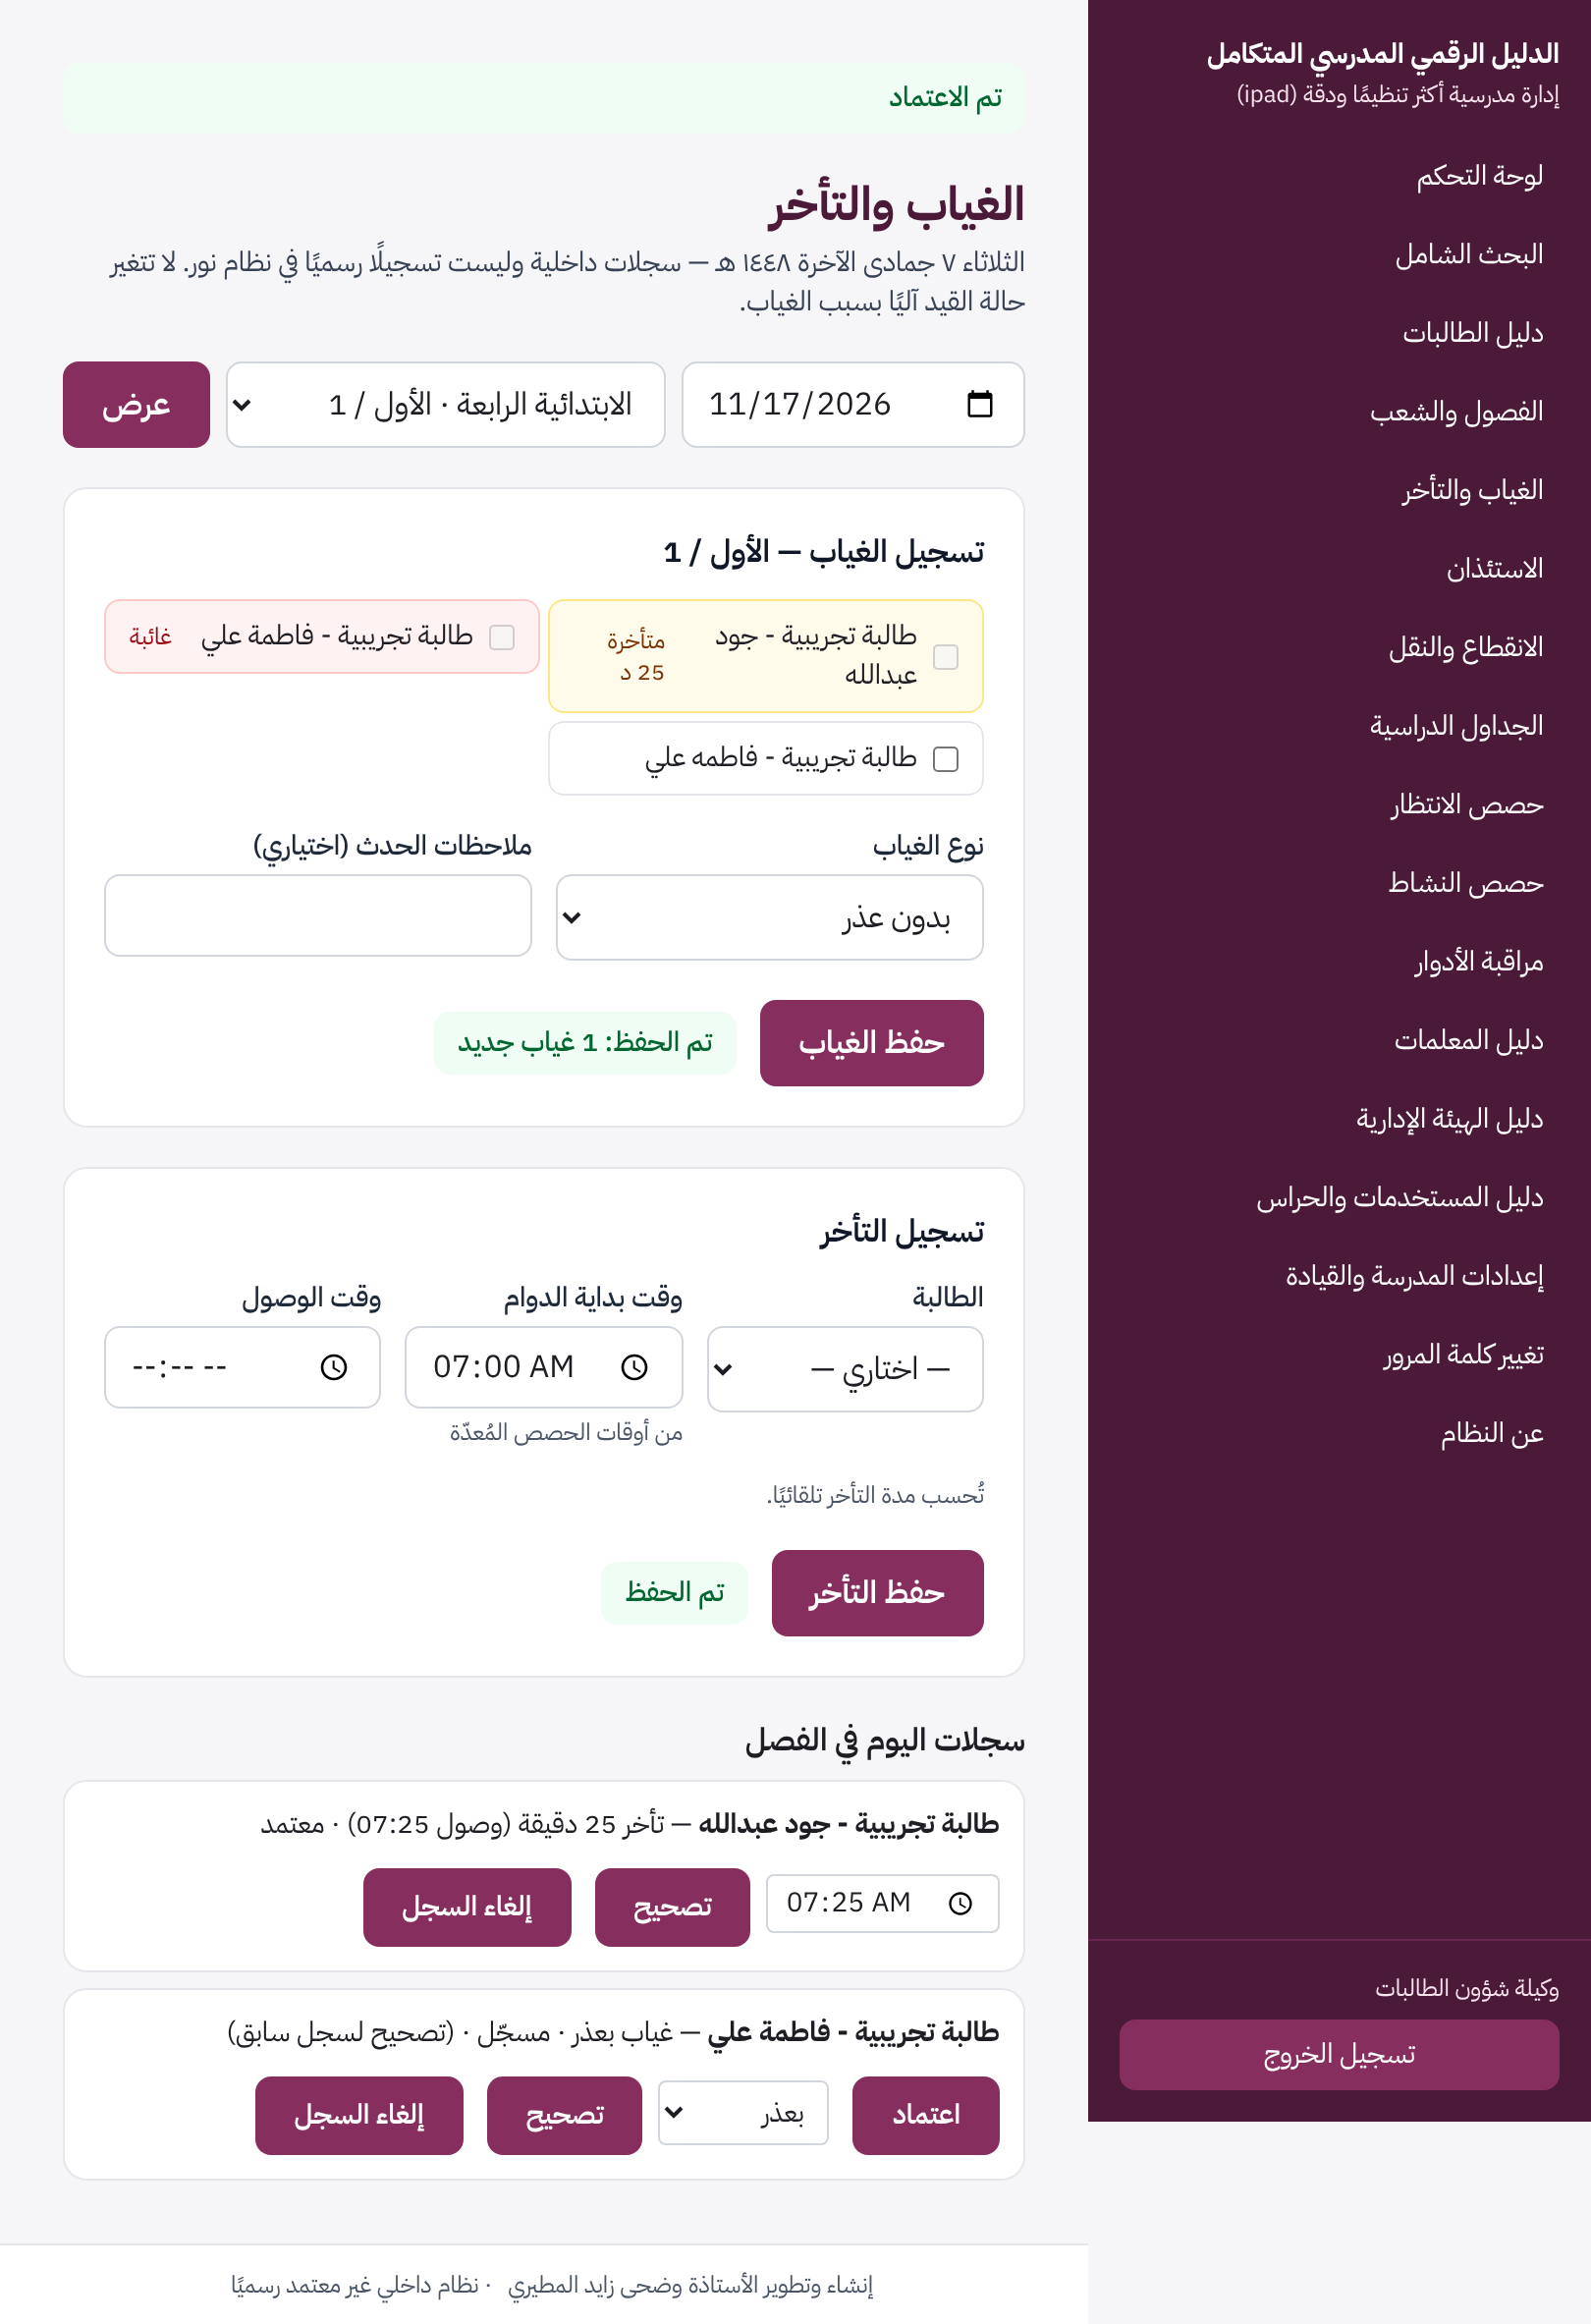 الدليل الرقمي المدرسي المتكامل
إدارة مدرسية أكثر تنظيمًا ودقة (ipad)
لوحة التحكم
البحث الشامل
دليل الطالبات
الفصول والشعب
الغياب والتأخر
الاستئذان
الانقطاع والنقل
الجداول الدراسية
حصص الانتظار
حصص النشاط
مراقبة الأدوار
دليل المعلمات
دليل الهيئة الإدارية
دليل المستخدمات والحراس
إعدادات المدرسة والقيادة
تغيير كلمة المرور
عن النظام
وكيلة شؤون الطالبات
تسجيل الخروج
تم الاعتماد
الغياب والتأخر
الثلاثاء ٧ جمادى الآخرة ١٤٤٨ هـ — سجلات داخلية وليست تسجيلًا رسميًا في نظام نور. لا تتغير
حالة القيد آليًا بسبب الغياب.
11/17/2026
الابتدائية الرابعة · الأول / 1
عرض
تسجيل الغياب — الأول / 1
طالبة تجريبية - جود
عبدالله
متأخرة
25 د
طالبة تجريبية - فاطمة علي
غائبة
طالبة تجريبية - فاطمه علي
نوع الغياب
ملاحظات الحدث (اختياري)
بدون عذر
حفظ الغياب
تم الحفظ: 1 غياب جديد
تسجيل التأخر
الطالبة
وقت بداية الدوام
وقت الوصول
— اختاري —
07:00 AM
--:-- --
من أوقات الحصص المُعدّة
تُحسب مدة التأخر تلقائيًا.
حفظ التأخر
تم الحفظ
سجلات اليوم في الفصل
طالبة تجريبية - جود عبدالله — تأخر 25 دقيقة (وصول 07:25) · معتمد
07:25 AM
تصحيح
إلغاء السجل
طالبة تجريبية - فاطمة علي — غياب بعذر · مسجّل · (تصحيح لسجل سابق)
اعتماد
بعذر
تصحيح
إلغاء السجل
إنشاء وتطوير الأستاذة وضحى زايد المطيري · نظام داخلي غير معتمد رسميًا